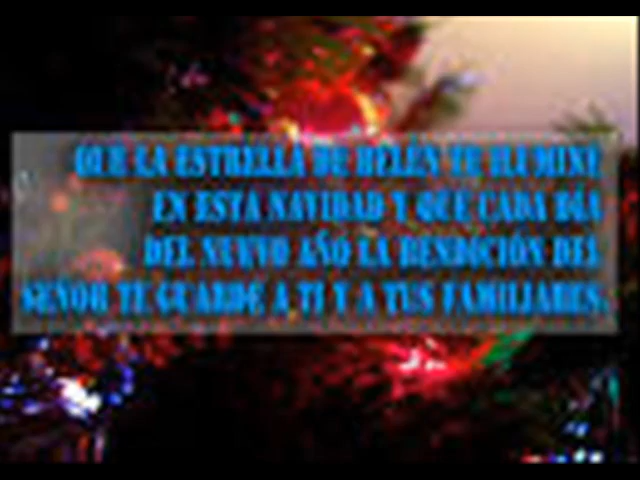 QUE LA ESTRELLA DE BELÉN TE ILUMINE
EN ESTA NAVIDAD Y QUE CADA DÍA
DEL NUEVO AÑO LA BENDICIÓN DEL
SEÑOR TE GUARDE A TI Y A TUS FAMILIARES.